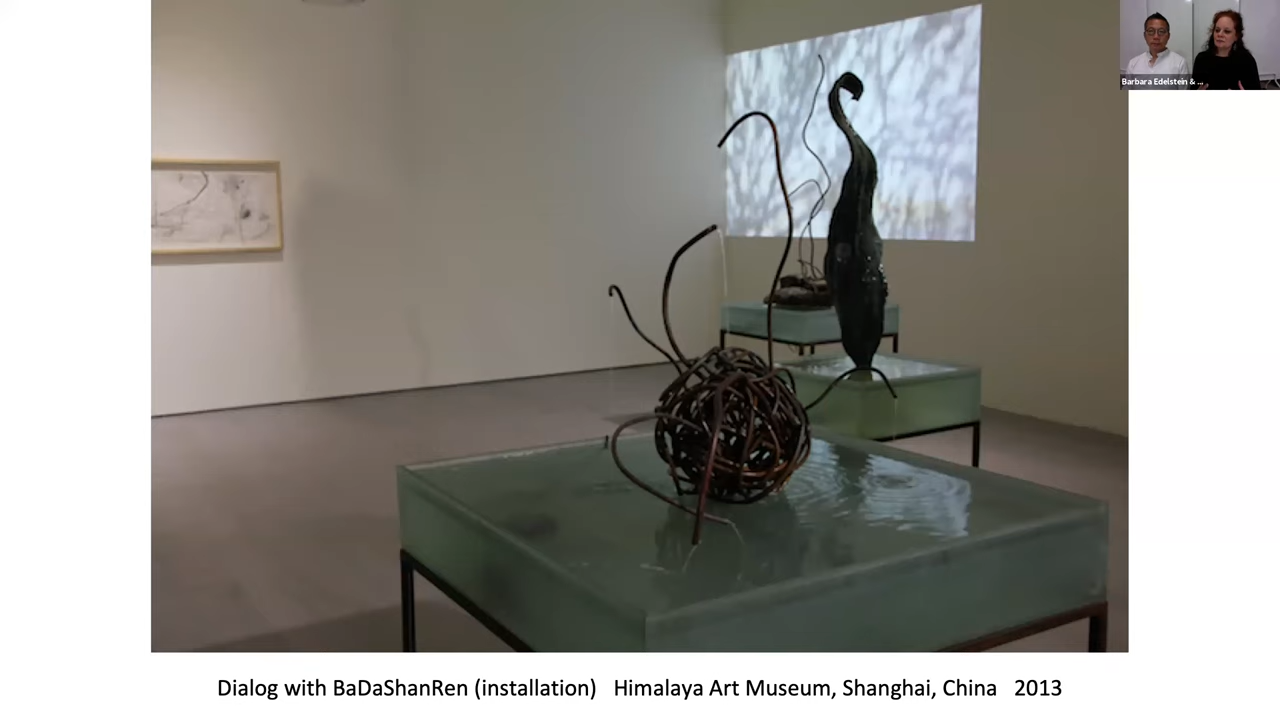 Barbara Edelstein & ...
Dialog with BaDaShanRen (installation) Himalaya Art Museum, Shanghai, China 2013